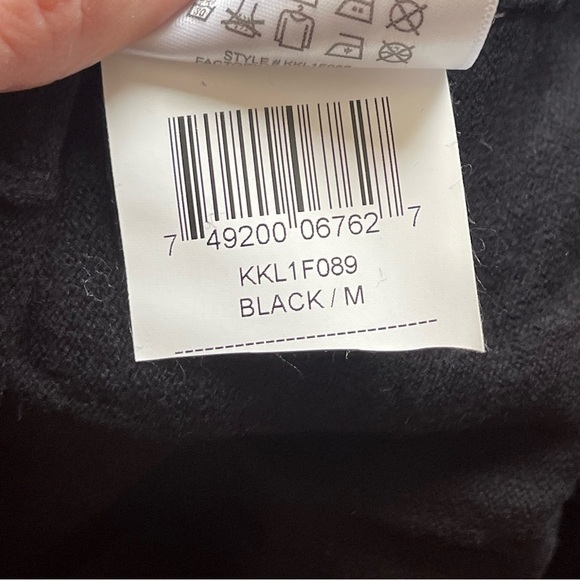 STYLE# KKL1F089
7 49200 06762 7
KKL1F089
BLACK / M